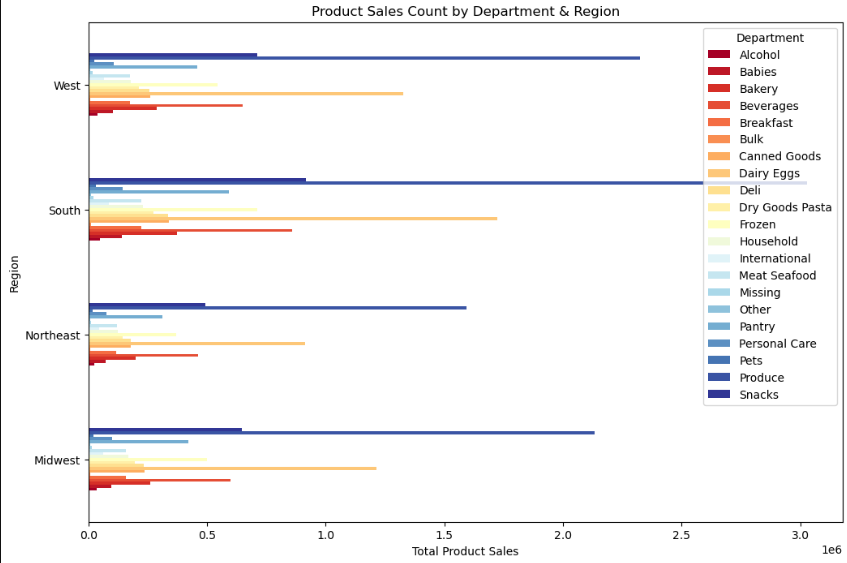 Product Sales Count by Department & Region
Department
Alcohol
Babies
Bakery
Beverages
Breakfast
Bulk
Canned Goods
Dairy Eggs
Deli
Dry Goods Pasta
Frozen
Household
International
Meat Seafood
Missing
Other
Pantry
Personal Care
Pets
Produce
Snacks
Region
West
South
Northeast
Midwest
0.0 0.5 1.0 1.5 2.0 2.5 3.0
1e6
Total Product Sales